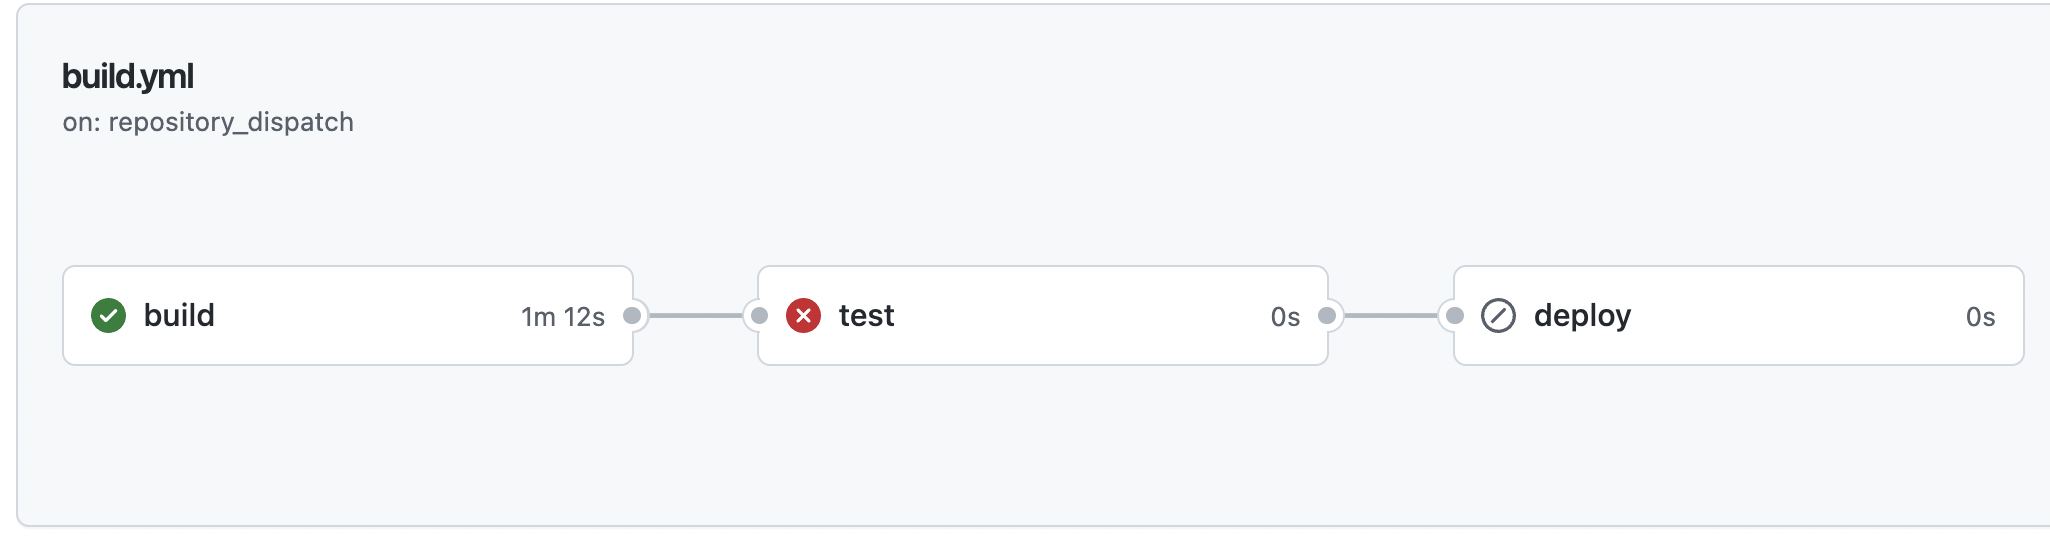 build.yml
on: repository_dispatch
build 1m 12s
test 0s
deploy 0s